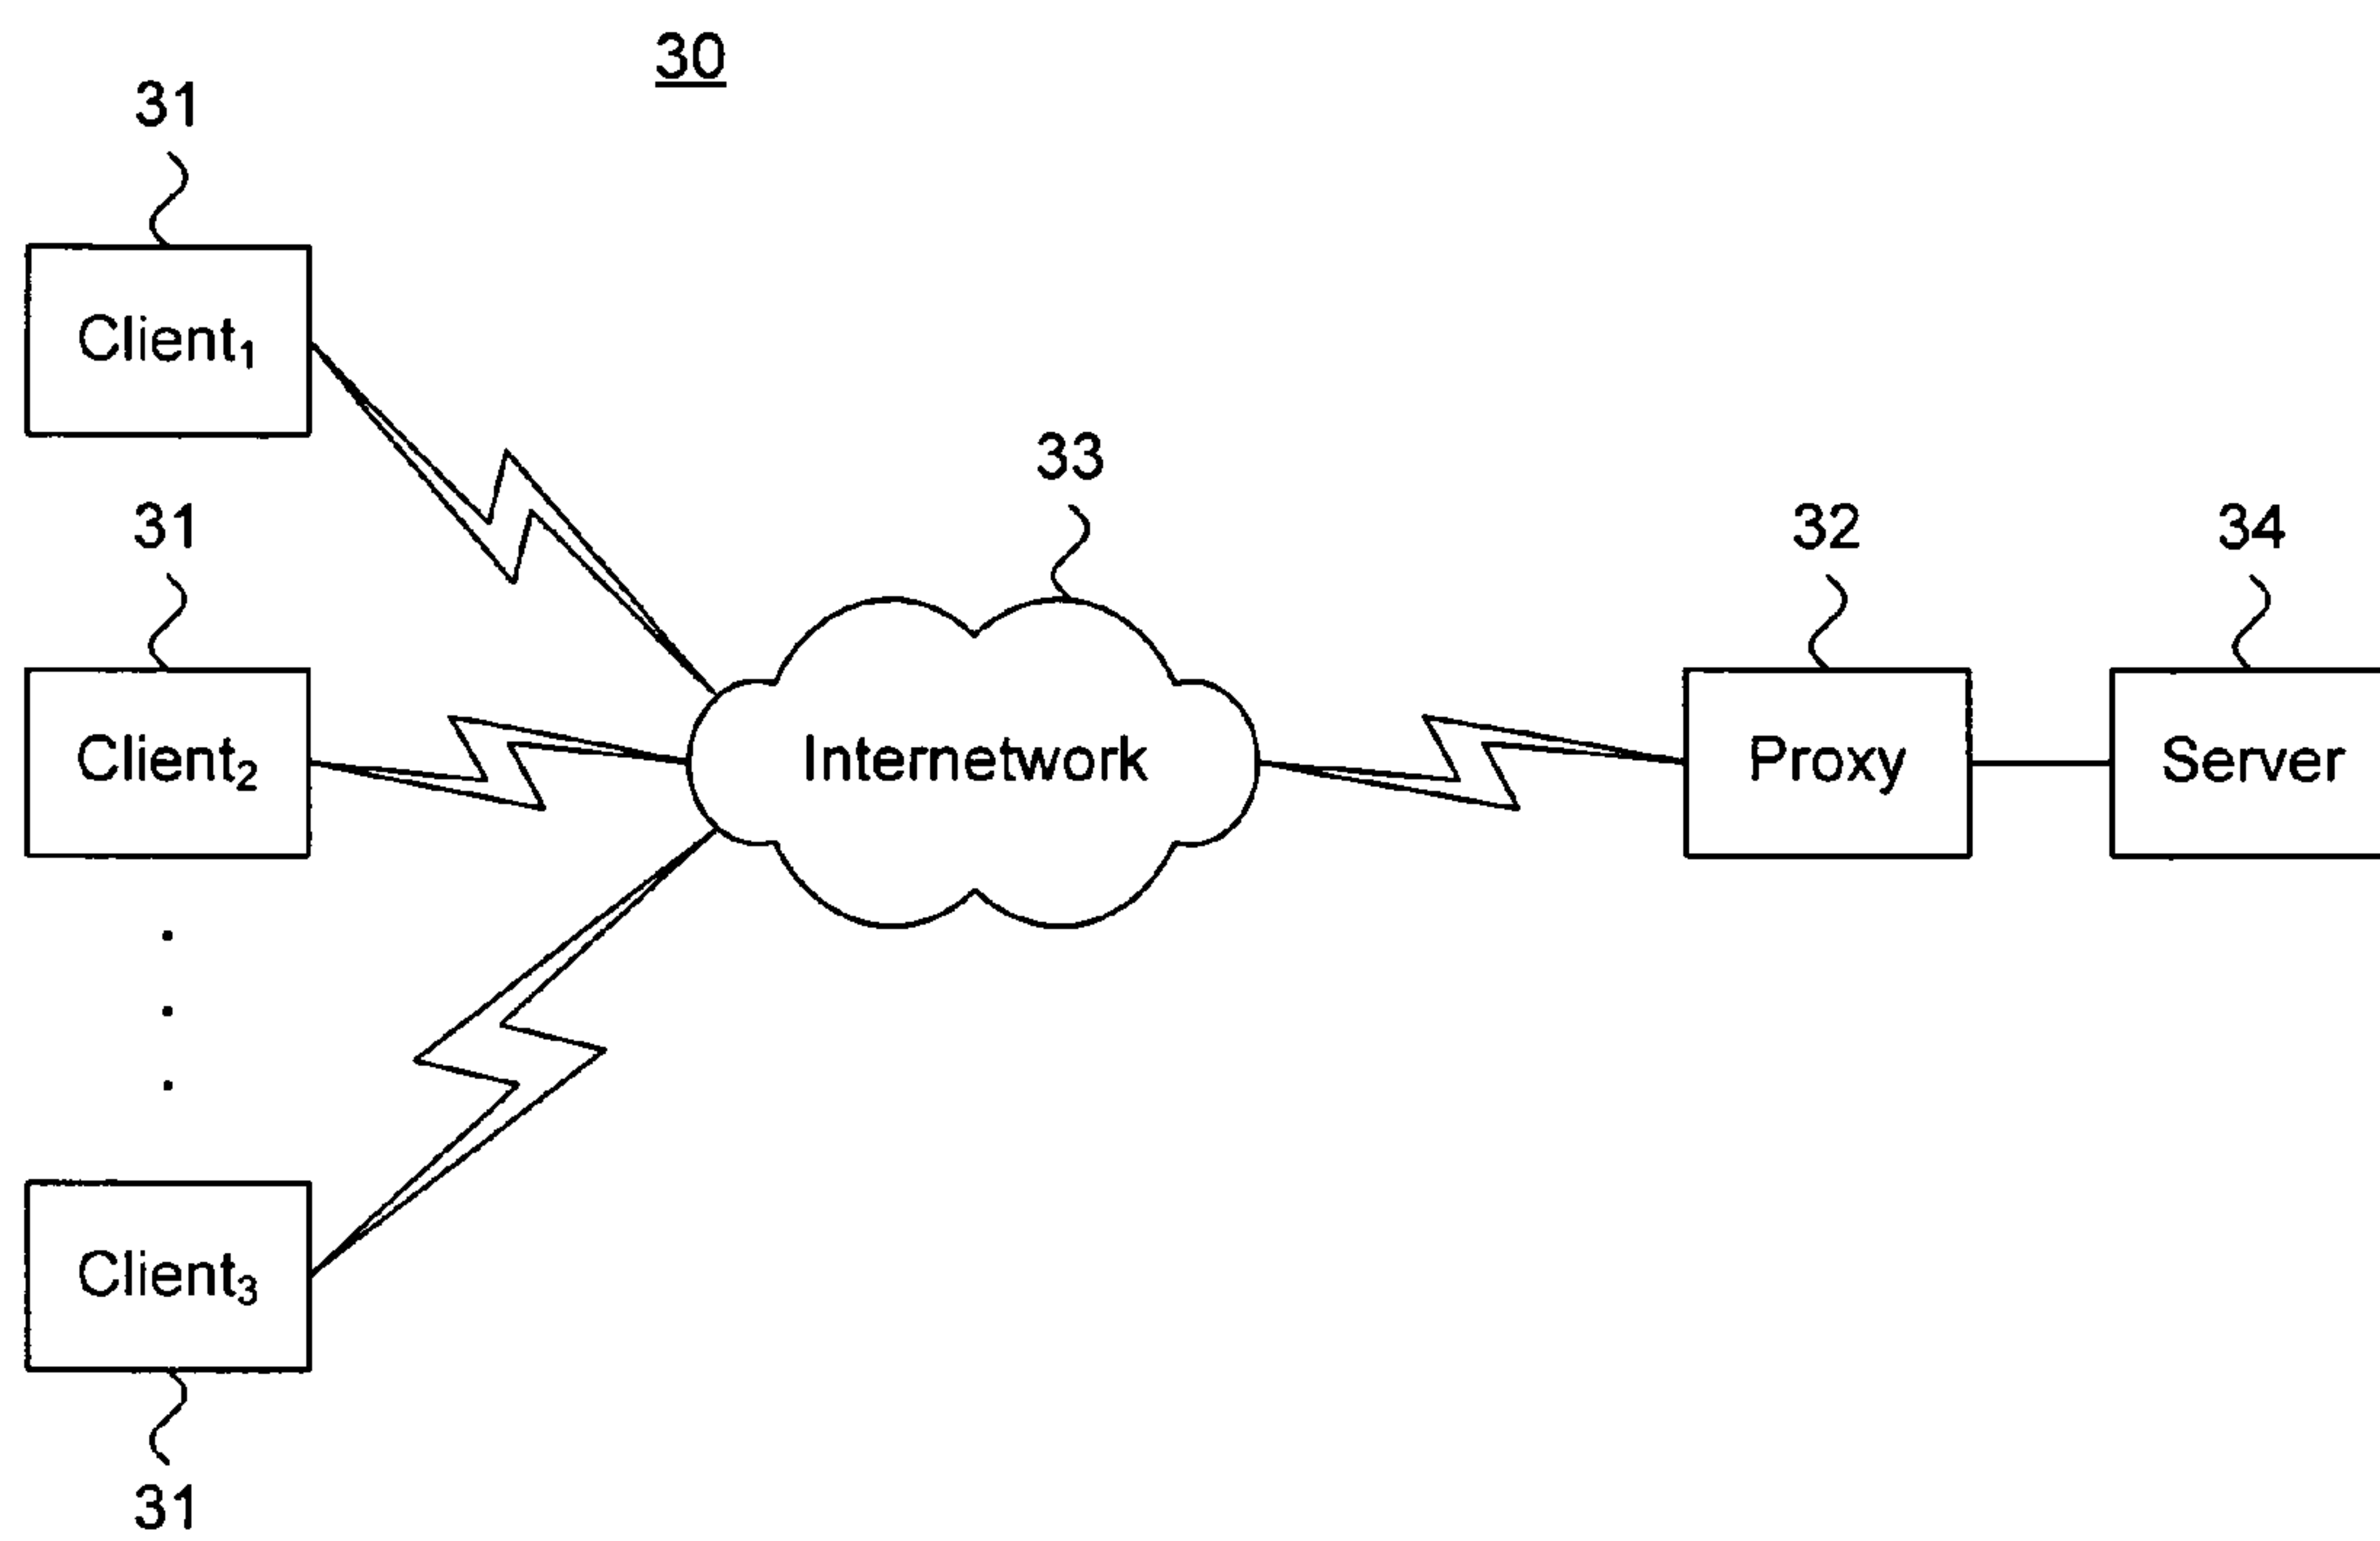 30
31
Client₁
33
31
32
34
Client₂
Internetwork
Proxy
Server
.
.
.
Client₃
31